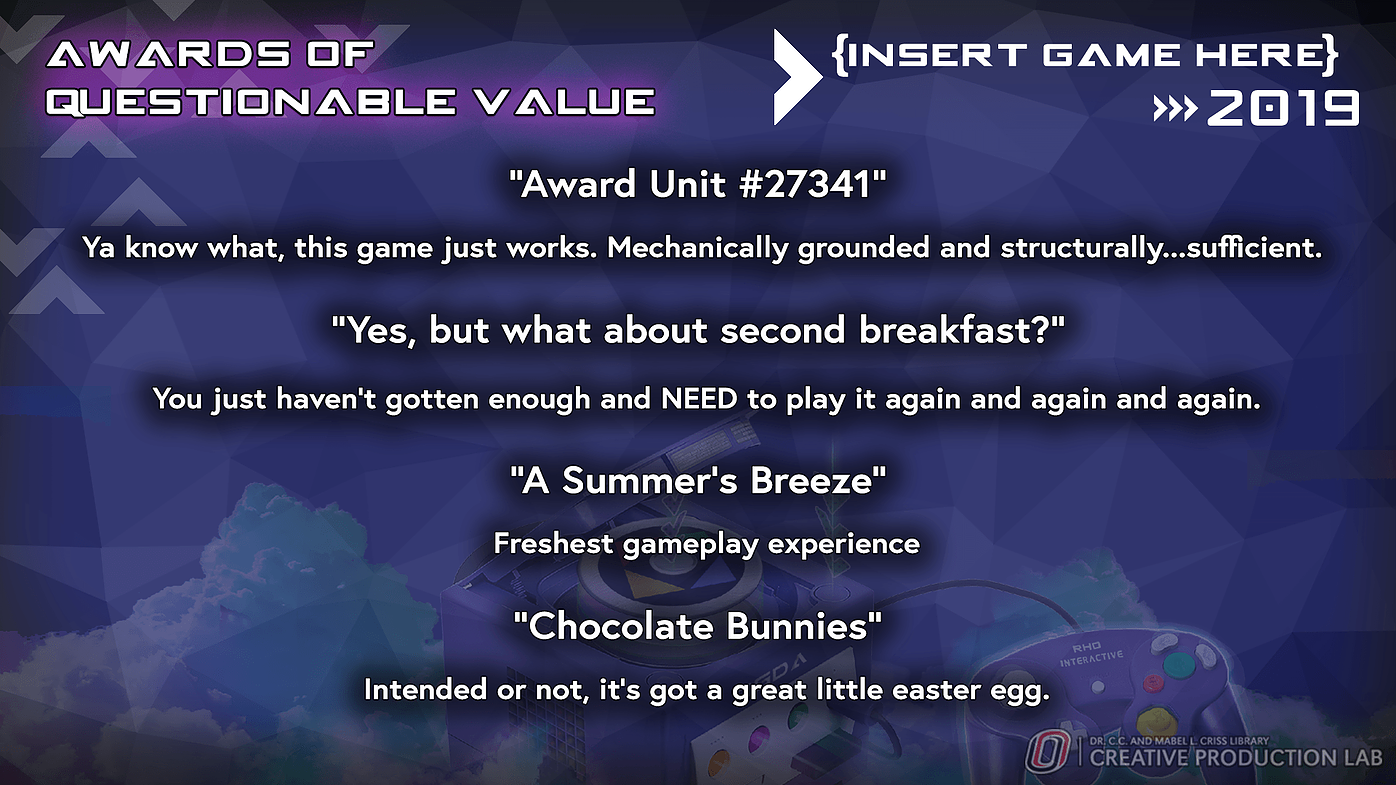 AWARDS OF
QUESTIONABLE VALUE
{INSERT GAME HERE}
2019
"Award Unit #27341"
Ya know what, this game just works. Mechanically grounded and structurally...sufficient.
"Yes, but what about second breakfast?"
You just haven't gotten enough and NEED to play it again and again and again.
"A Summer's Breeze"
Freshest gameplay experience
"Chocolate Bunnies"
Intended or not, it's got a great little easter egg.
RHO
INTERACTIVE
DR. C.C. AND MABEL L. CRISS LIBRARY
CREATIVE PRODUCTION LAB